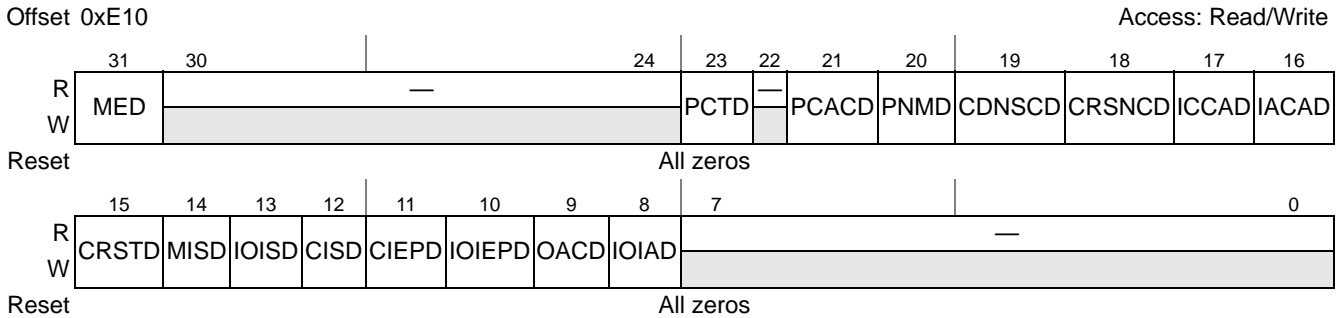 Offset 0xE10 Access: Read/Write
31 30 24 23 22 21 20 19 18 17 16
R MED — PCTD — PCACD PNMD CDNSCD CRSNCD ICCAD IACAD
W
Reset All zeros
15 14 13 12 11 10 9 8 7 0
R CRSTD MISD IOISD CISD CIEPD IOIEPD OACD IOIAD —
W
Reset All zeros